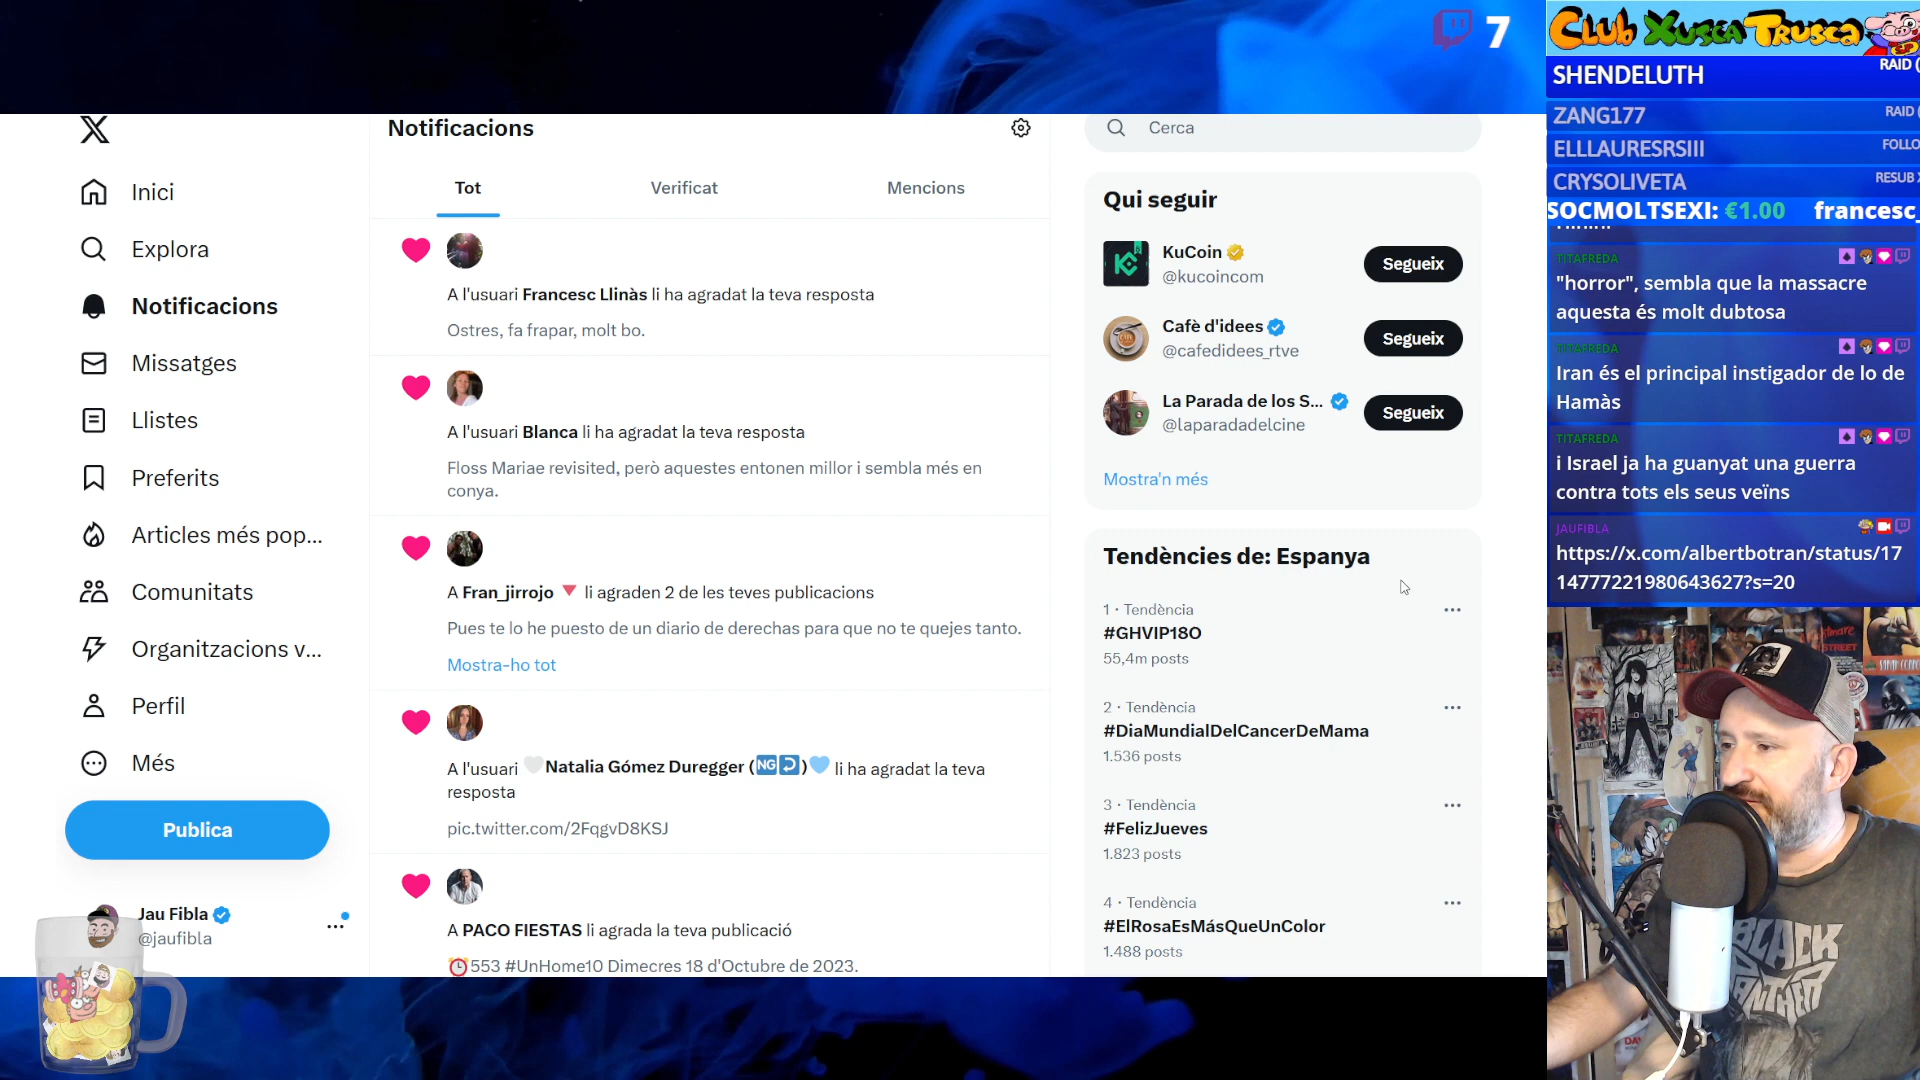 7
Notificacions
Cerca
Tot
Verificat
Mencions
Inici
Explora
Notificacions
Missatges
Llistes
Preferits
Articles més pop...
Comunitats
Organitzacions v...
Perfil
Més
Publica
Jau Fibla
@jaufibla
A l'usuari Francesc Llinàs li ha agradat la teva resposta
Ostres, fa frapar, molt bo.
A l'usuari Blanca li ha agradat la teva resposta
Floss Mariae revisited, però aquestes entonen millor i sembla més en
conya.
A Fran_jirrojo li agraden 2 de les teves publicacions
Pues te lo he puesto de un diario de derechas para que no te quejes tanto.
Mostra-ho tot
A l'usuari Natalia Gómez Duregger (NG) li ha agradat la teva
resposta
pic.twitter.com/2FqgvD8KSJ
A PACO FIESTAS li agrada la teva publicació
553 #UnHome10 Dimecres 18 d'Octubre de 2023.
Qui seguir
KuCoin
@kucoincom
Segueix
Cafè d'idees
@cafedidees_rtve
Segueix
La Parada de los S...
@laparadadelcine
Segueix
Mostra'n més
Tendències de: Espanya
1 · Tendència
#GHVIP18O
55,4m posts
2 · Tendència
#DiaMundialDelCancerDeMama
1.536 posts
3 · Tendència
#FelizJueves
1.823 posts
4 · Tendència
#ElRosaEsMásQueUnColor
1.488 posts
Club Xusca Trusca
SHENDELUTH RAID (
ZANG177 RAID (
ELLLAURESRSIII FOLLO
CRYSOLIVETA RESUB X
SOCMOLTSEXI: €1.00 francesc_
TITAFREDA
"horror", sembla que la massacre
aquesta és molt dubtosa
TITAFREDA
Iran és el principal instigador de lo de
Hamàs
TITAFREDA
i Israel ja ha guanyat una guerra
contra tots els seus veïns
JAUFIBLA
https://x.com/albertbotran/status/17
14777221980643627?s=20
BLACK
PANTHER